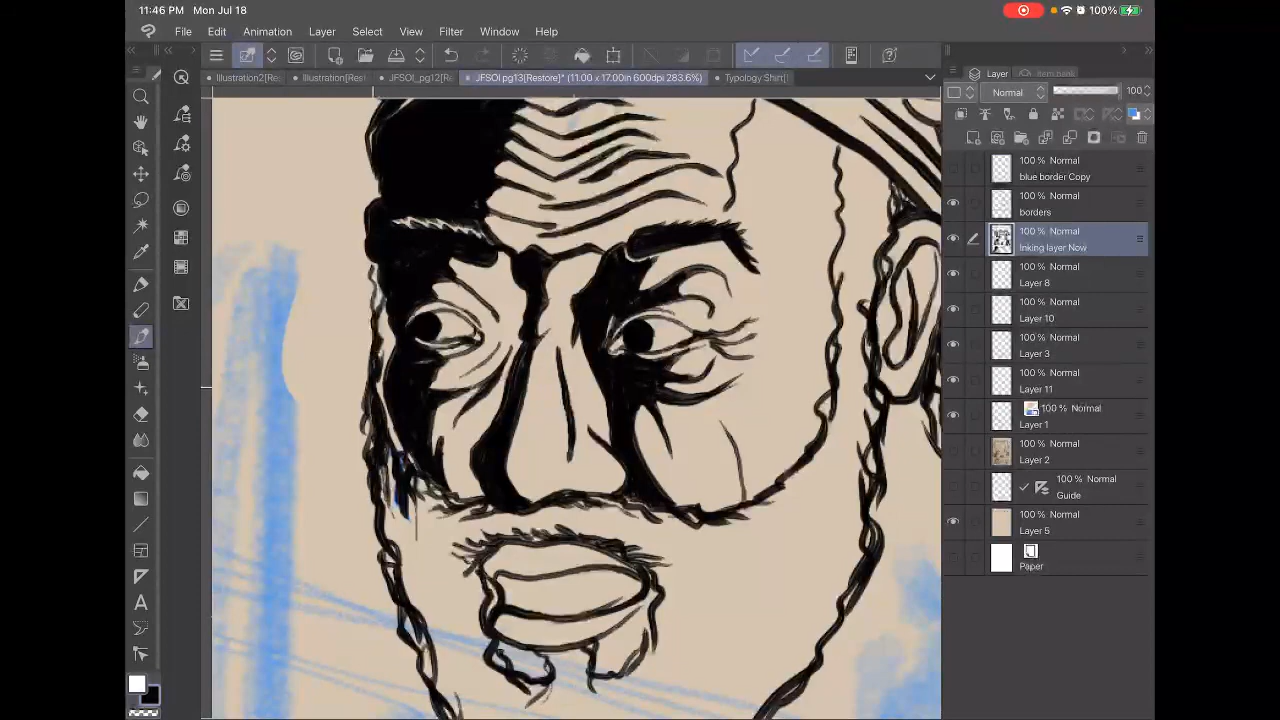 11:46 PM Mon Jul 18
100%
File Edit Animation Layer Select View Filter Window Help
Illustration2[R Illustration[Res JFSOI_pg12[R JFSOI pg13[Restore]* (11.00 x 17.00in 600dpi 283.6%) Typology Shirt[
Layer
Normal 100
100 % Normal
blue border Copy
100 % Normal
borders
100 % Normal
Inking layer Now
100 % Normal
Layer 8
100 % Normal
Layer 10
100 % Normal
Layer 3
100 % Normal
Layer 11
100 % Normal
Layer 1
100 % Normal
Layer 2
100 % Normal
Guide
100 % Normal
Layer 5
Paper
A